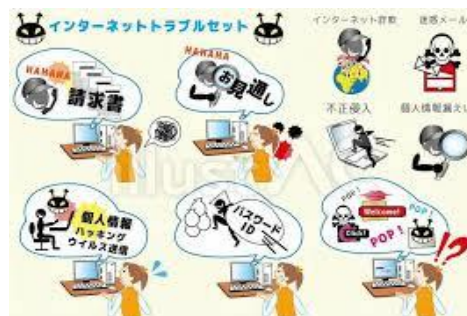 インターネットトラブルセット
インターネット詐欺
迷惑メール
HAHAHA
請求書
HAHAHA
お見通し
不正侵入
個人情報漏えい
個人情報
ハッキング
ウイルス送信
パスワード
ID
POP!
Welcome!
POP!
Click!
POP!
!?